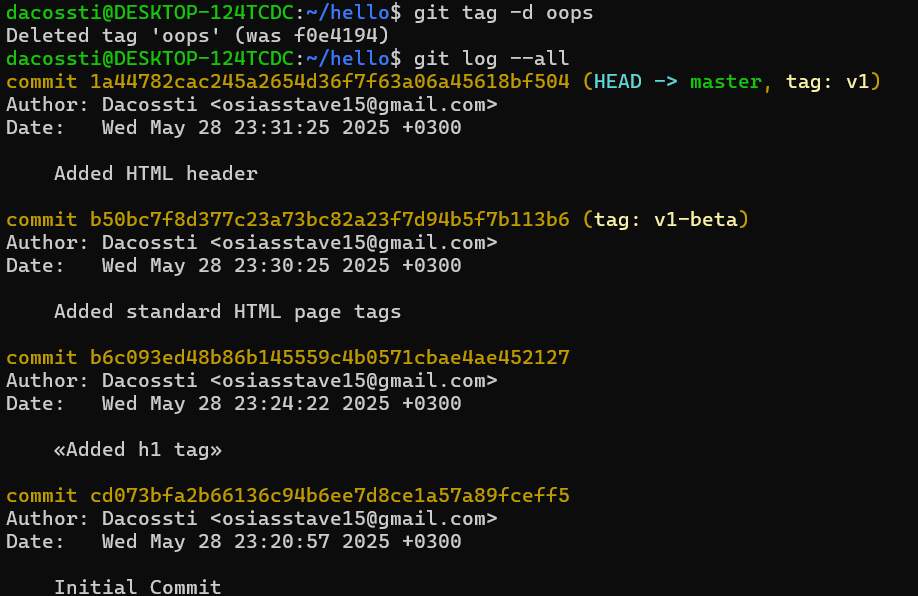 dacossti@DESKTOP-124TCDC:~/hello$ git tag -d oops
Deleted tag 'oops' (was f0e4194)
dacossti@DESKTOP-124TCDC:~/hello$ git log --all
commit 1a44782cac245a2654d36f7f63a06a45618bf504 (HEAD -> master, tag: v1)
Author: Dacossti <osiasstave15@gmail.com>
Date:   Wed May 28 23:31:25 2025 +0300
    Added HTML header
commit b50bc7f8d377c23a73bc82a23f7d94b5f7b113b6 (tag: v1-beta)
Author: Dacossti <osiasstave15@gmail.com>
Date:   Wed May 28 23:30:25 2025 +0300
    Added standard HTML page tags
commit b6c093ed48b86b145559c4b0571cbae4ae452127
Author: Dacossti <osiasstave15@gmail.com>
Date:   Wed May 28 23:24:22 2025 +0300
    «Added h1 tag»
commit cd073bfa2b66136c94b6ee7d8ce1a57a89fceff5
Author: Dacossti <osiasstave15@gmail.com>
Date:   Wed May 28 23:20:57 2025 +0300
    Initial Commit